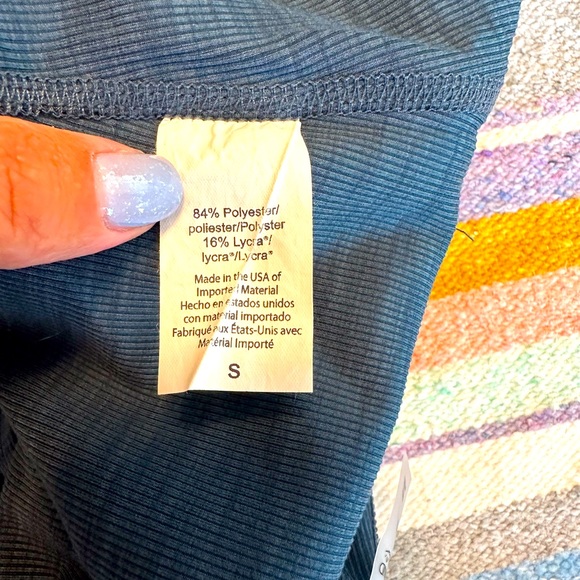 84% Polyester/
poliester/Polyster
16% Lycra*/
lycra*/Lycra*
Made in the USA of
Imported Material
Hecho en estados unidos
con material importado
Fabriqué aux États-Unis avec
Matérial Importé
S